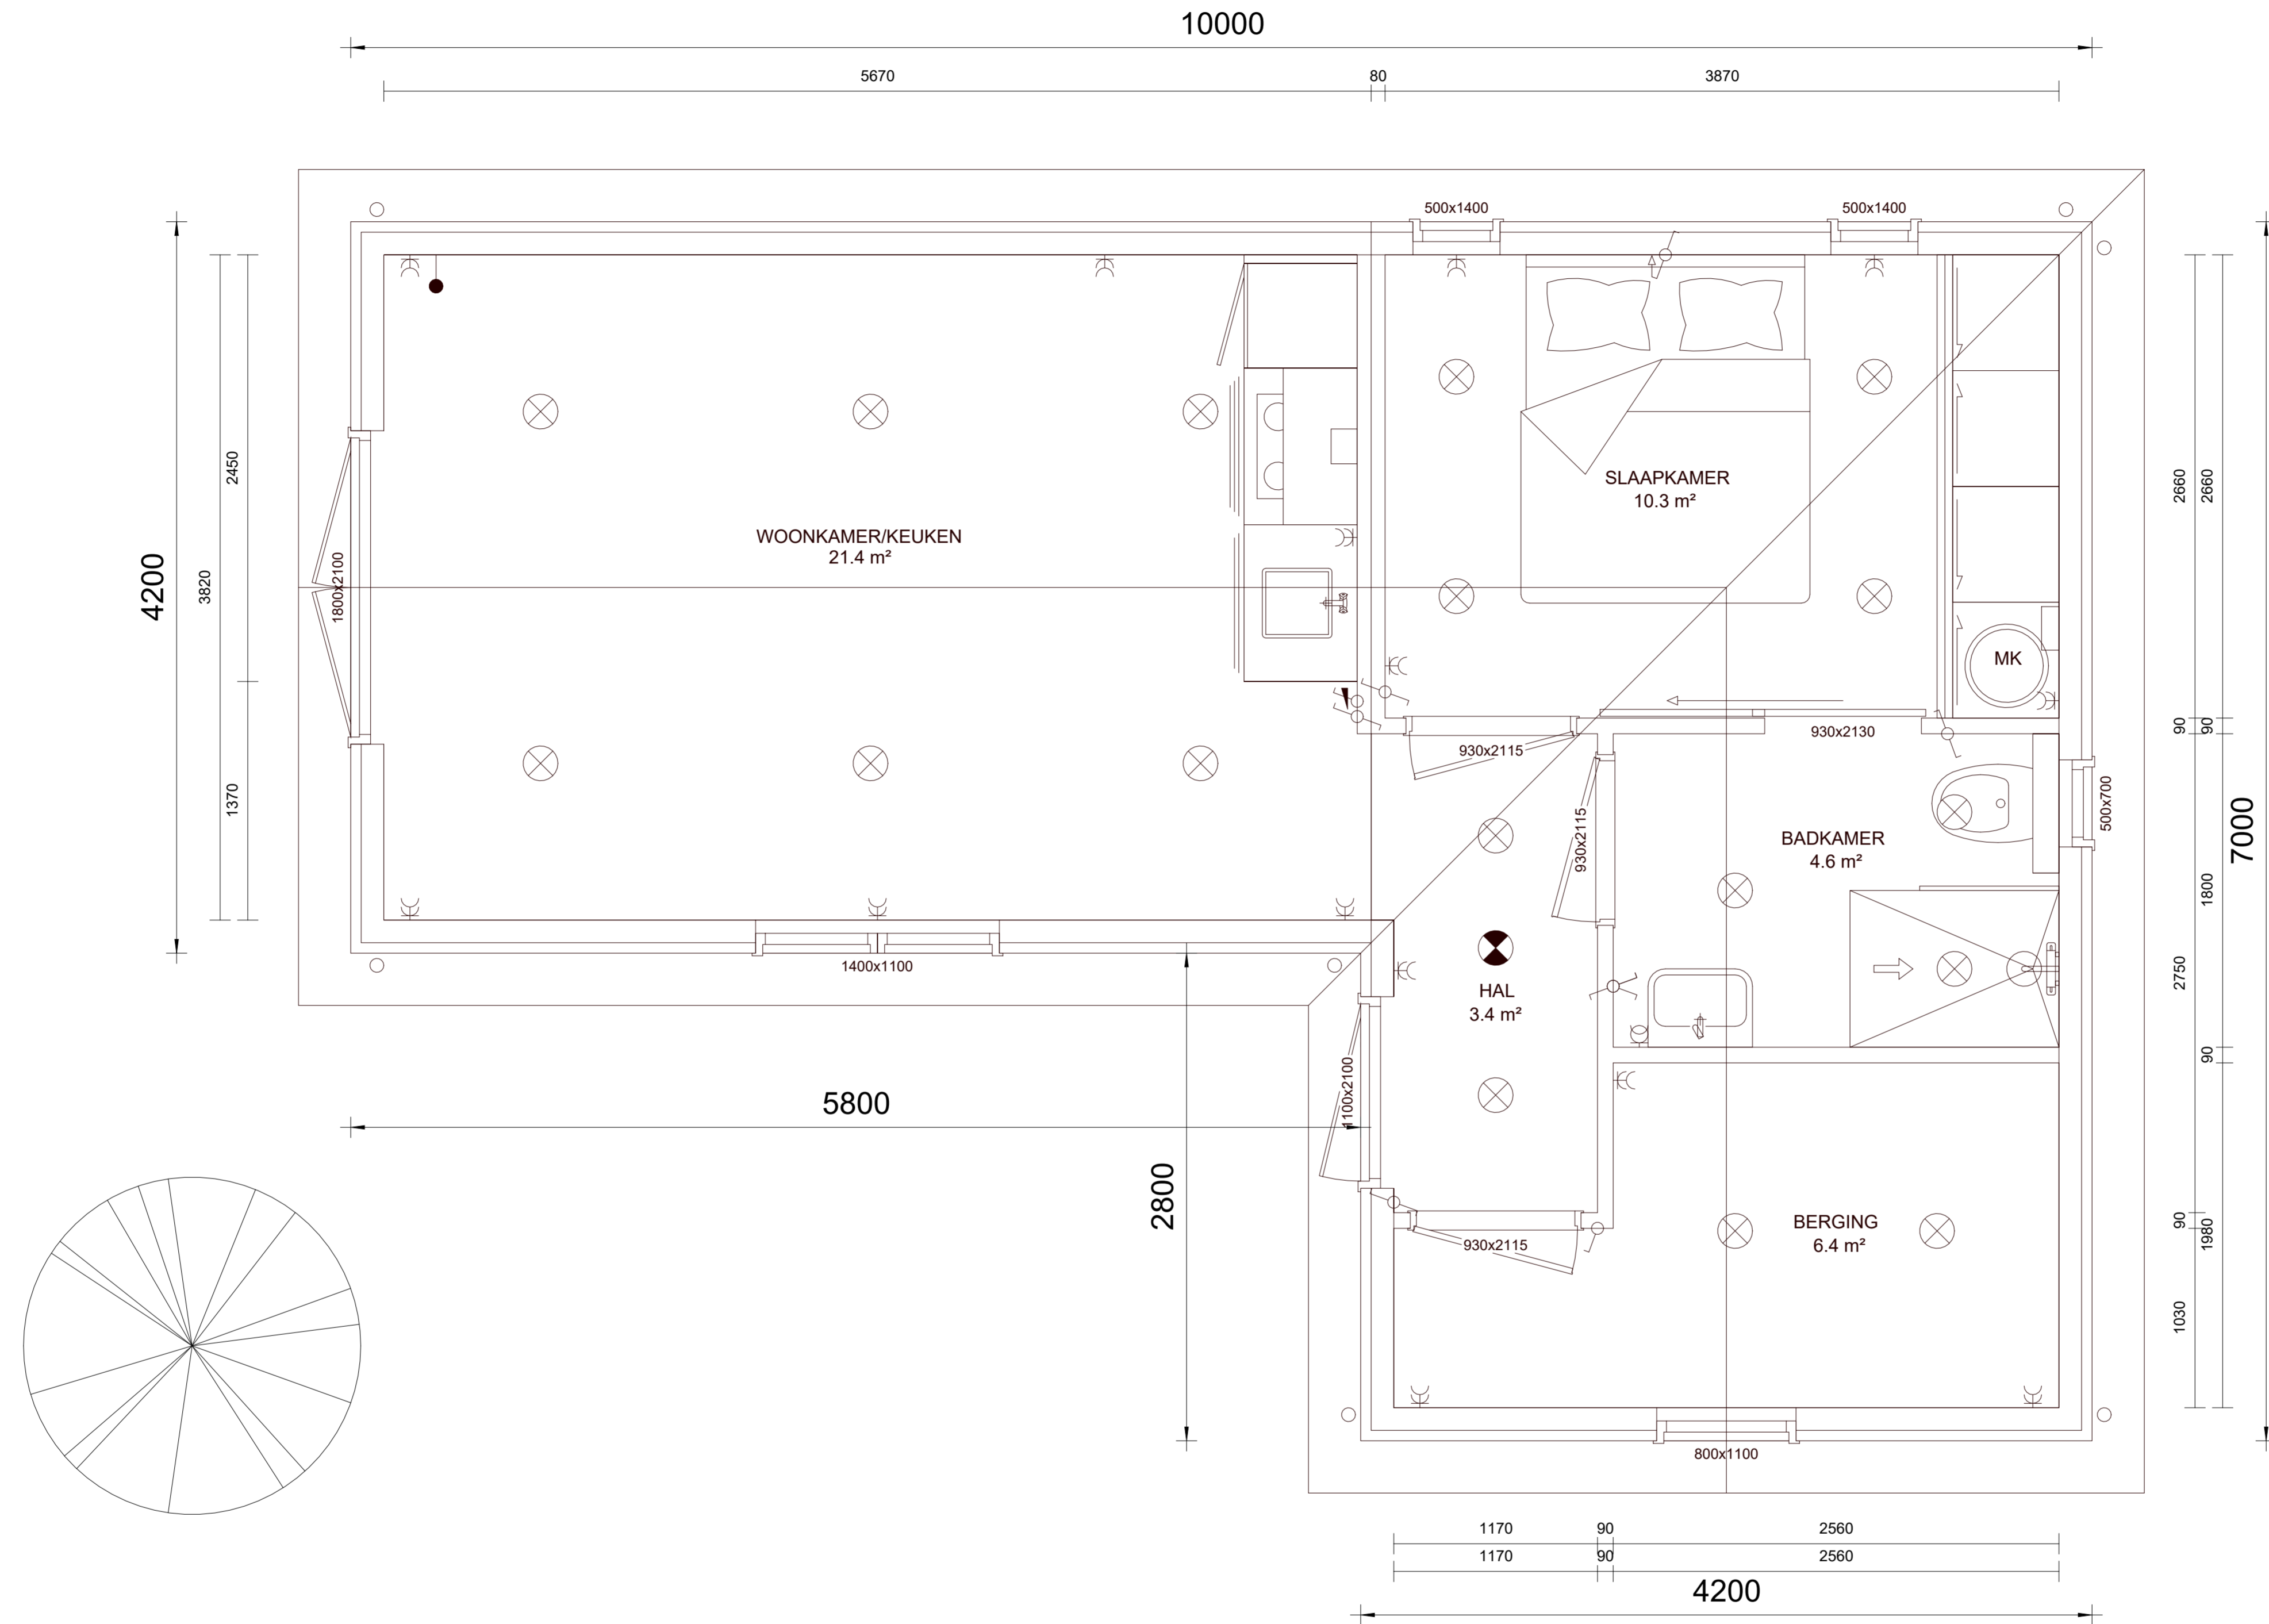 10000
5670
80
3870
500x1400
500x1400
4200
3820
2450
1370
1800x2100
WOONKAMER/KEUKEN
21.4 m²
SLAAPKAMER
10.3 m²
MK
2660
2660
90
90
930x2115
930x2130
930x2115
BADKAMER
4.6 m²
500x700
7000
1800
2750
1400x1100
HAL
3.4 m²
90
1100x2100
5800
2800
930x2115
BERGING
6.4 m²
90
1980
1030
800x1100
1170
90
2560
1170
90
2560
4200